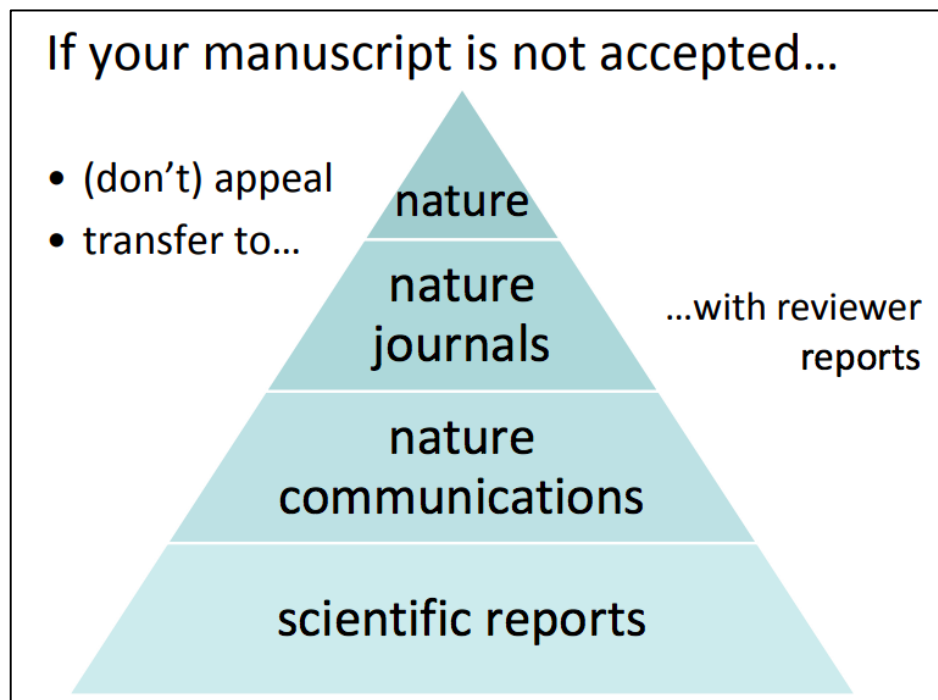 If your manuscript is not accepted…
• (don’t) appeal
• transfer to…
nature
nature
journals
…with reviewer
reports
nature
communications
scientific reports